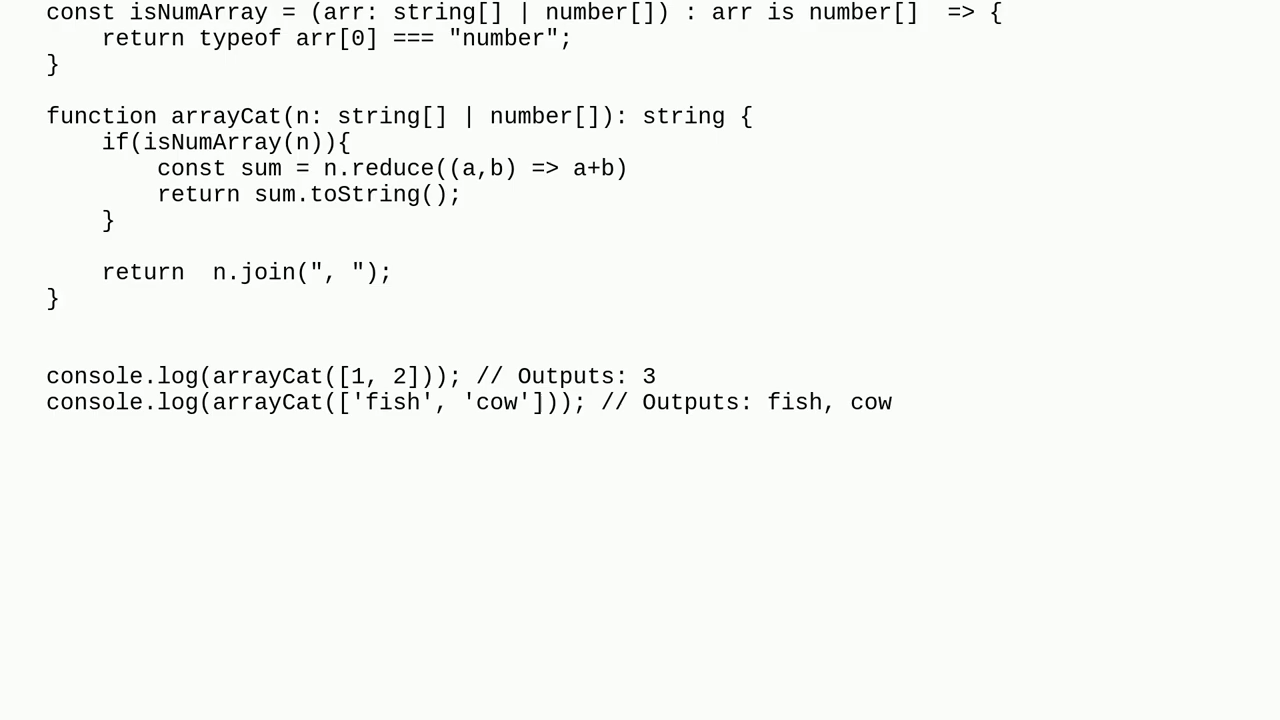 const isNumArray = (arr: string[] | number[]) : arr is number[]  => {
    return typeof arr[0] === "number";
}

function arrayCat(n: string[] | number[]): string {
    if(isNumArray(n)){
        const sum = n.reduce((a,b) => a+b)
        return sum.toString();
    }

    return  n.join(", ");
}


console.log(arrayCat([1, 2])); // Outputs: 3
console.log(arrayCat(['fish', 'cow'])); // Outputs: fish, cow